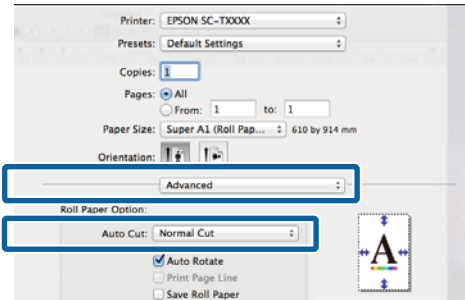 Printer: EPSON SC-TXXXX
Presets: Default Settings
Copies: 1
Pages: All
From: 1 to: 1
Paper Size: Super A1 (Roll Pap... 610 by 914 mm
Orientation:
Advanced
Roll Paper Option:
Auto Cut: Normal Cut
Auto Rotate
Print Page Line
Save Roll Paper
A